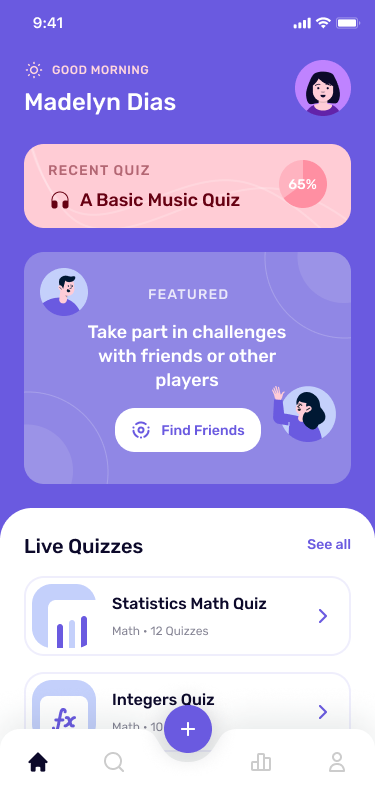 9:41
GOOD MORNING
Madelyn Dias
RECENT QUIZ
A Basic Music Quiz
65%
FEATURED
Take part in challenges
with friends or other
players
Find Friends
Live Quizzes
See all
Statistics Math Quiz
Math • 12 Quizzes
fx
Integers Quiz
Math • 10